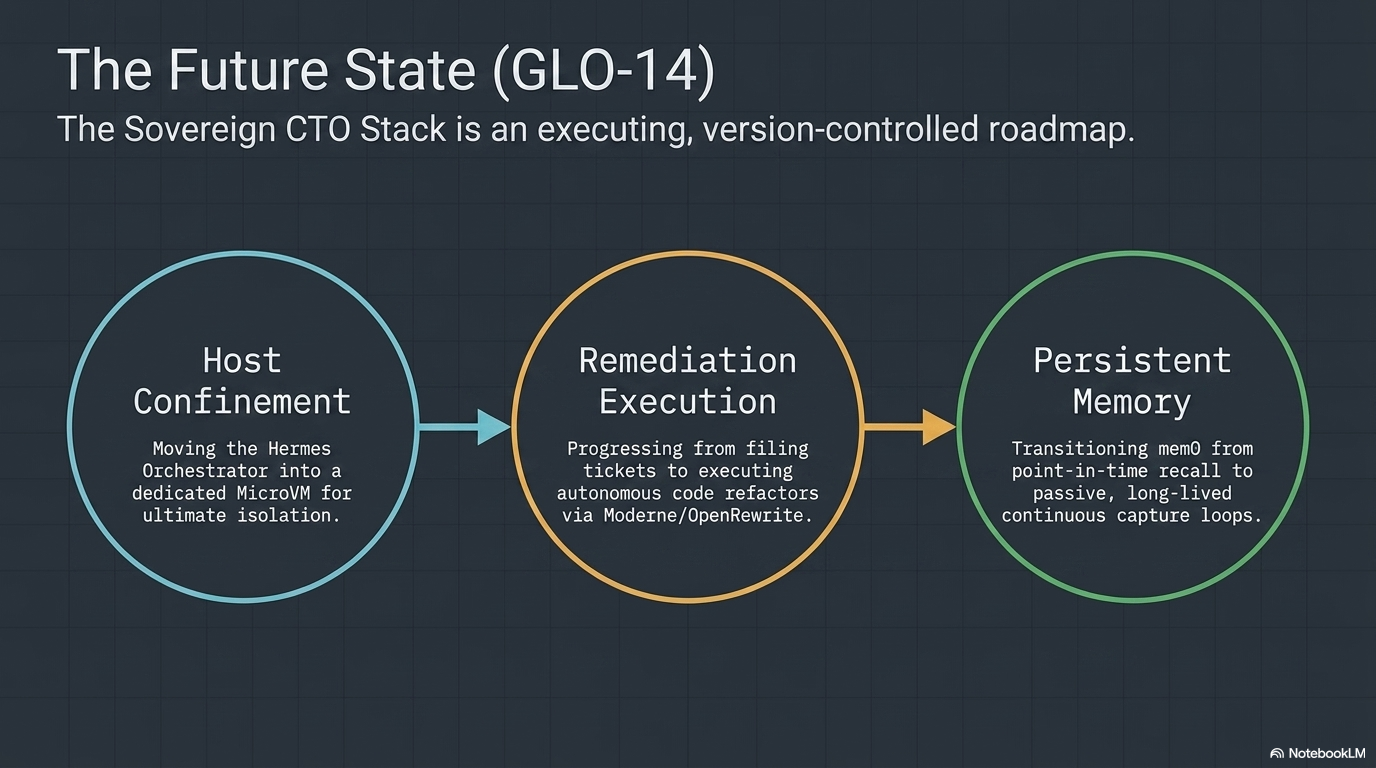 The Future State (GLO-14)
The Sovereign CTO Stack is an executing, version-controlled roadmap.
Host
Confinement
Moving the Hermes
Orchestrator into a
dedicated MicroVM for
ultimate isolation.
Remediation
Execution
Progressing from filing
tickets to executing
autonomous code refactors
via Moderne/OpenRewrite.
Persistent
Memory
Transitioning mem0 from
point-in-time recall to
passive, long-lived
continuous capture loops.
NotebookLM